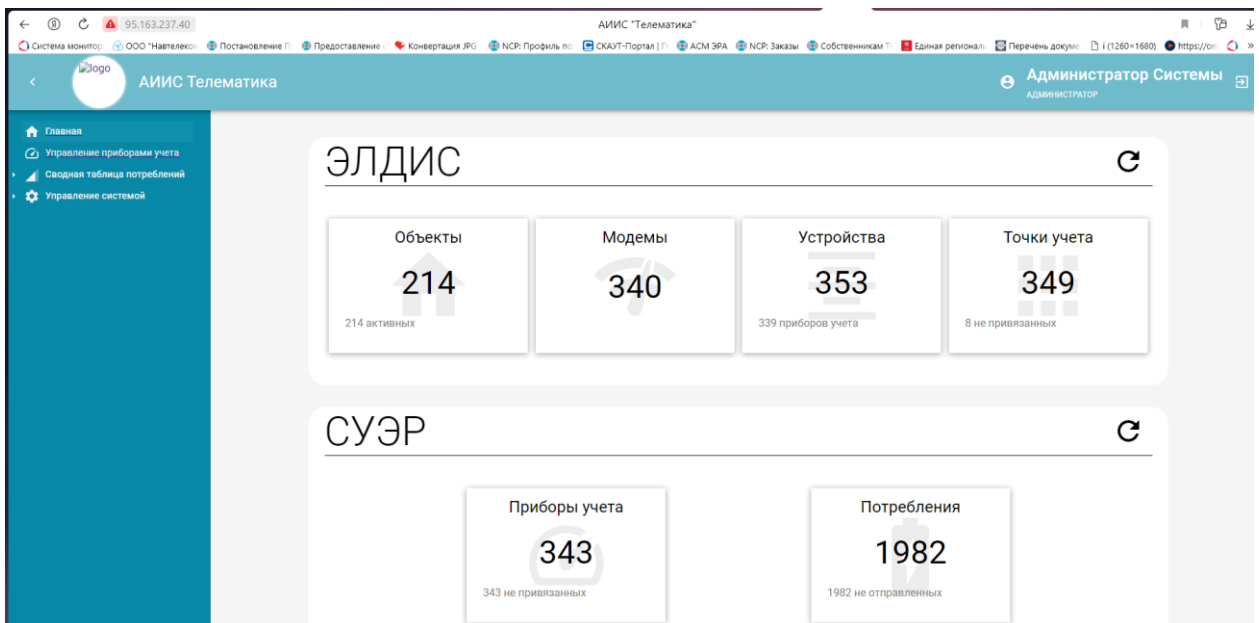 95.163.237.40 АИИС "Телематика"
Система монитор ООО "Навтелеко Постановление П Предоставление Конвертация JPG NCP: Профиль по СКАУТ-Портал | АСМ ЭРА NCP: Заказы Собственникам Т Единая регионал Перечень докуме i (1260×1680) https://on »
logo АИИС Телематика Администратор Системы
АДМИНИСТРАТОР
Главная
Управление приборами учета
Сводная таблица потреблений
Управление системой
ЭЛДИС
Объекты Модемы Устройства Точки учета
214 340 353 349
214 активных 339 приборов учета 8 не привязанных
СУЭР
Приборы учета Потребления
343 1982
343 не привязанных 1982 не отправленных